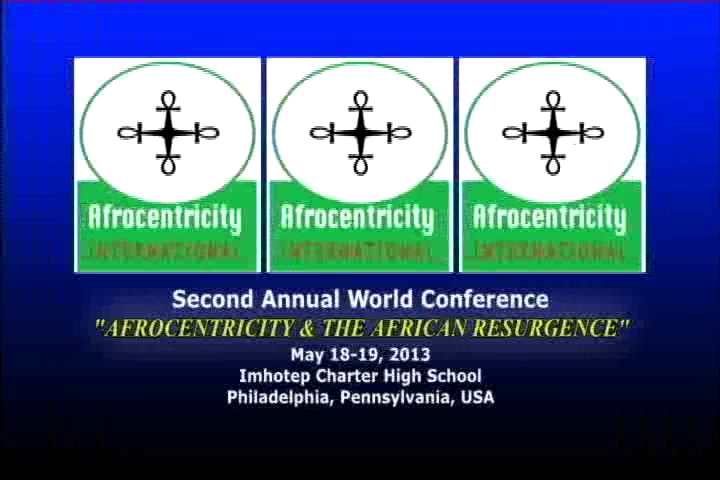 Afrocentricity Afrocentricity Afrocentricity
INTERNATIONAL INTERNATIONAL INTERNATIONAL
Second Annual World Conference
"AFROCENTRICITY & THE AFRICAN RESURGENCE"
May 18-19, 2013
Imhotep Charter High School
Philadelphia, Pennsylvania, USA